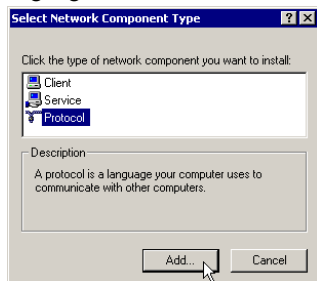 Select Network Component Type
Click the type of network component you want to install:
Client
Service
Protocol
Description
A protocol is a language your computer uses to
communicate with other computers.
Add...
Cancel